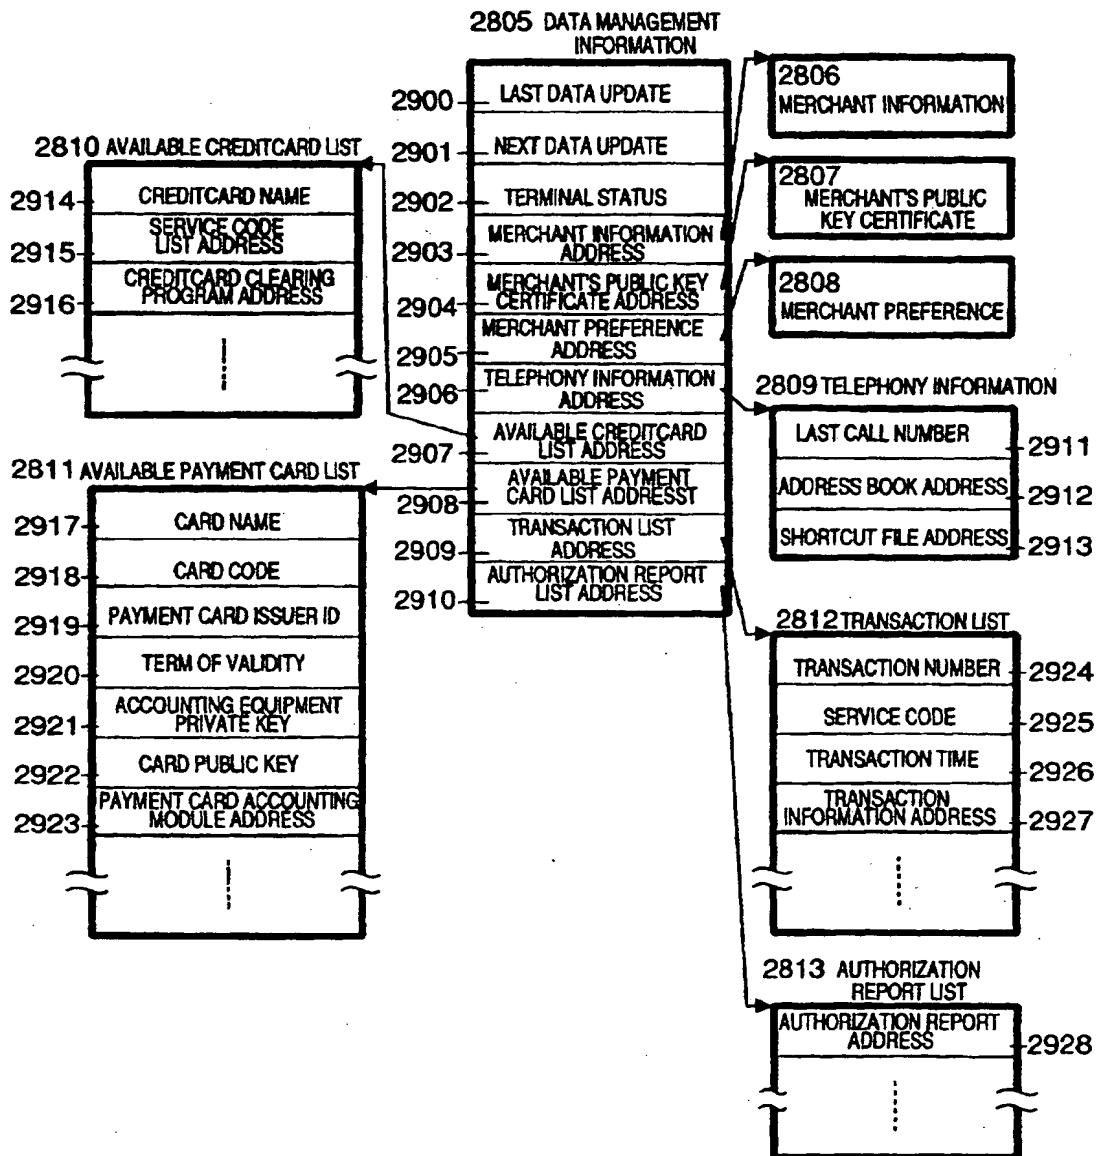 2805 DATA MANAGEMENT
INFORMATION
2900 LAST DATA UPDATE
2901 NEXT DATA UPDATE
2902 TERMINAL STATUS
2903 MERCHANT INFORMATION
ADDRESS
2904 MERCHANT'S PUBLIC KEY
CERTIFICATE ADDRESS
2905 MERCHANT PREFERENCE
ADDRESS
2906 TELEPHONY INFORMATION
ADDRESS
2907 AVAILABLE CREDITCARD
LIST ADDRESS
2908 AVAILABLE PAYMENT
CARD LIST ADDRESST
2909 TRANSACTION LIST
ADDRESS
2910 AUTHORIZATION REPORT
LIST ADDRESS
2810 AVAILABLE CREDITCARD LIST
2914 CREDITCARD NAME
2915 SERVICE CODE
LIST ADDRESS
2916 CREDITCARD CLEARING
PROGRAM ADDRESS
2811 AVAILABLE PAYMENT CARD LIST
2917 CARD NAME
2918 CARD CODE
2919 PAYMENT CARD ISSUER ID
2920 TERM OF VALIDITY
2921 ACCOUNTING EQUIPMENT
PRIVATE KEY
2922 CARD PUBLIC KEY
2923 PAYMENT CARD ACCOUNTING
MODULE ADDRESS
2806
MERCHANT INFORMATION
2807
MERCHANT'S PUBLIC
KEY CERTIFICATE
2808
MERCHANT PREFERENCE
2809 TELEPHONY INFORMATION
LAST CALL NUMBER 2911
ADDRESS BOOK ADDRESS 2912
SHORTCUT FILE ADDRESS 2913
2812 TRANSACTION LIST
TRANSACTION NUMBER 2924
SERVICE CODE 2925
TRANSACTION TIME 2926
TRANSACTION
INFORMATION ADDRESS 2927
2813 AUTHORIZATION
REPORT LIST
AUTHORIZATION REPORT
ADDRESS 2928